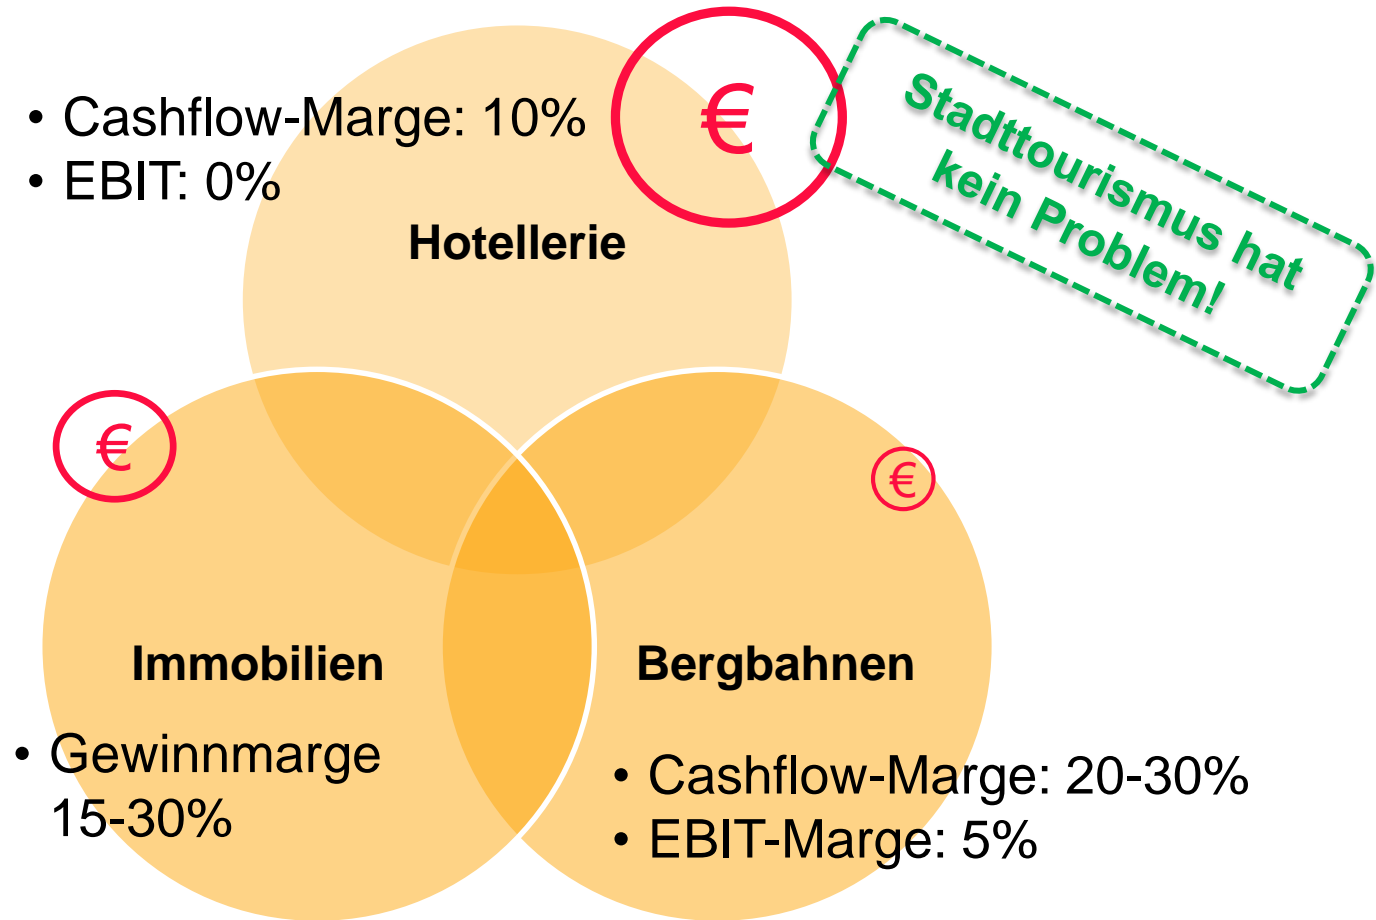 • Cashflow-Marge: 10%
• EBIT: 0%
€
Stadttourismus hat
kein Problem!
Hotellerie
€
€
Immobilien
Bergbahnen
• Gewinnmarge
15-30%
• Cashflow-Marge: 20-30%
• EBIT-Marge: 5%